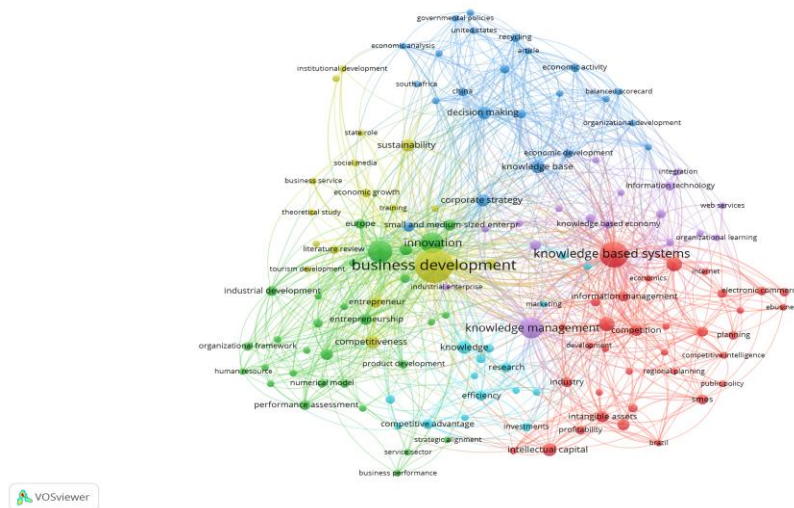 governmental policies
united states
recycling
article
economic analysis
institutional development
economic activity
south africa
china
balanced scorecard
decision making
organizational development
state role
sustainability
economic development
social media
knowledge base
integration
business service
information technology
economic growth
corporate strategy
web services
training
theoretical study
europe
small and medium-sized enterpr
knowledge based economy
organizational learning
innovation
literature review
knowledge based systems
business development
tourism development
internet
economics
industrial enterprise
industrial development
electronic commerc
information management
entrepreneur
marketing
ebusine
entrepreneurship
knowledge management
competition
planning
competitiveness
organizational framework
knowledge
development
competitive intelligence
product development
research
human resource
regional planning
numerical model
industry
public policy
efficiency
smes
performance assessment
intangible assets
competitive advantage
investments
profitability
strategic alignment
brazil
service sector
intellectual capital
business performance
VOSviewer